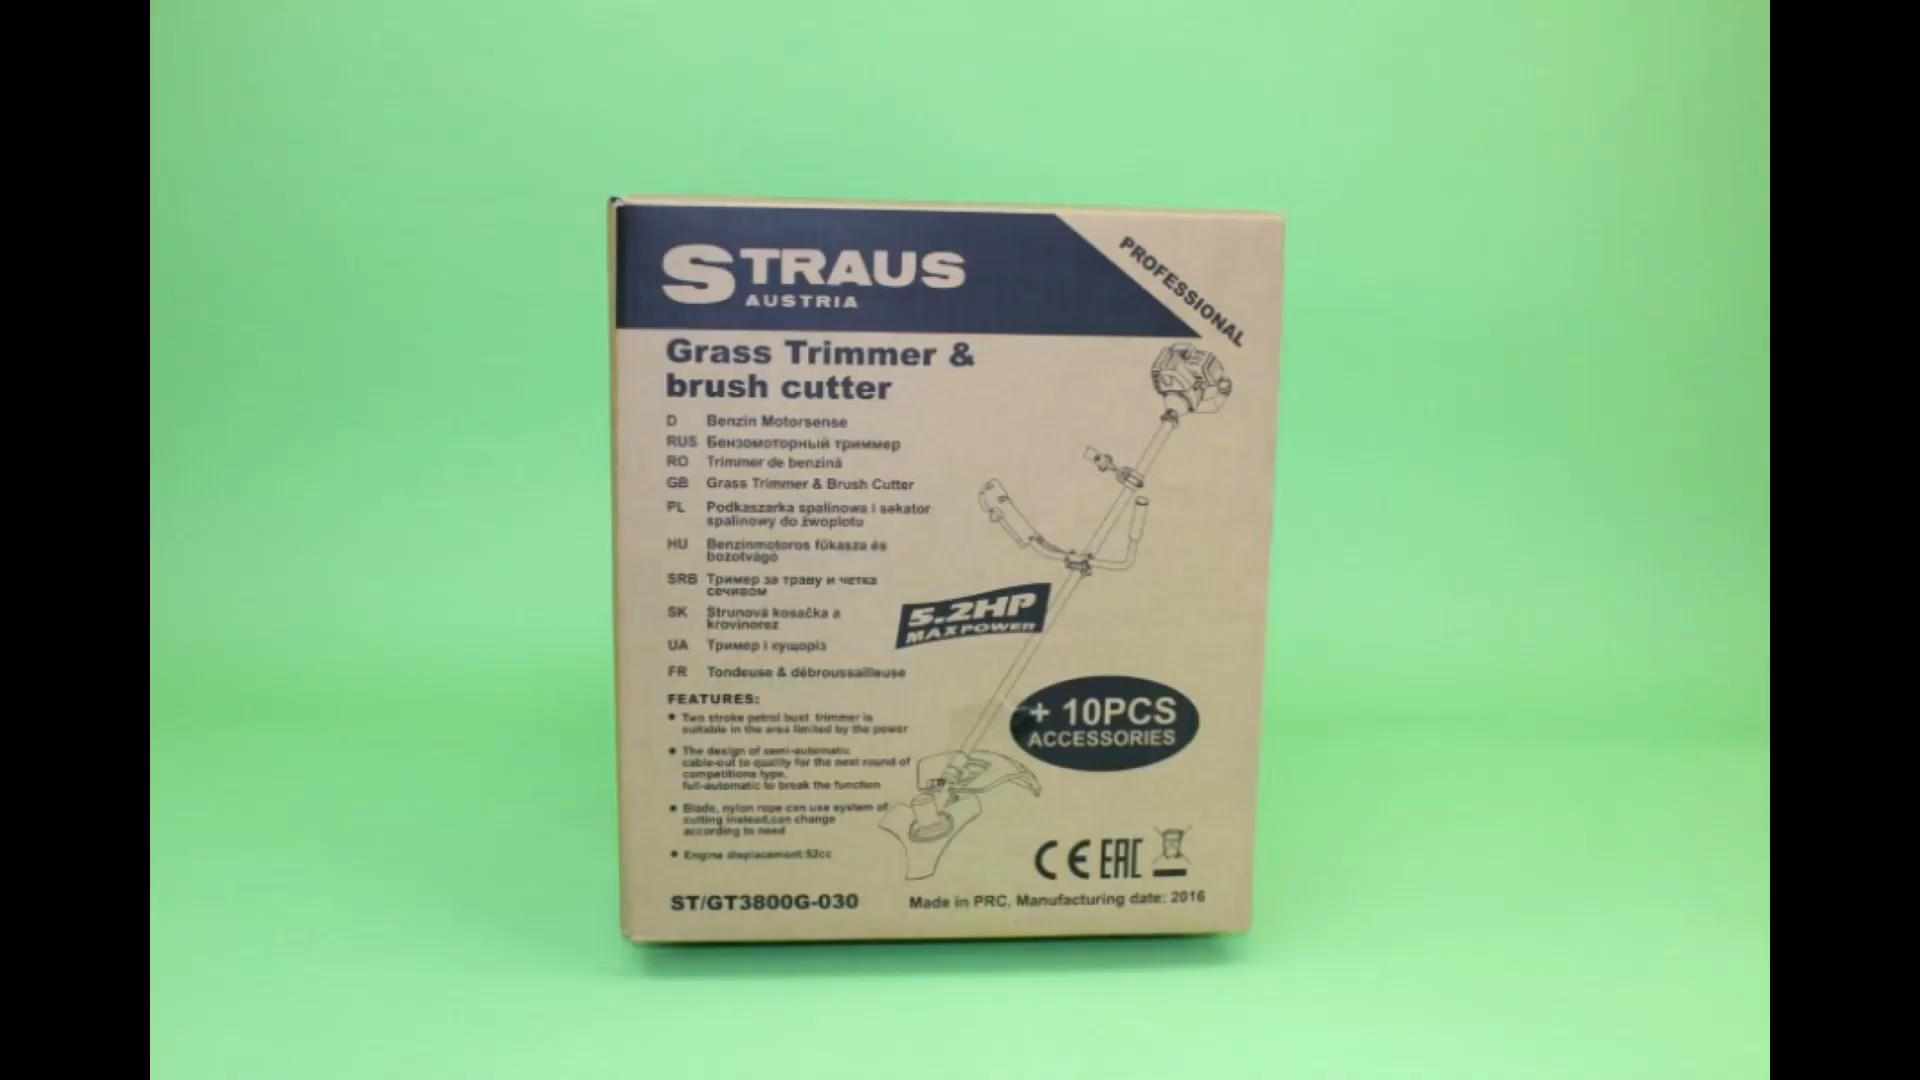 STRAUS
AUSTRIA
PROFESSIONAL
Grass Trimmer &
brush cutter
D Benzin Motorsense
RUS Бензомоторный триммер
RO Trimmer de benzină
GB Grass Trimmer & Brush Cutter
PL Podkaszarka spalinowa i sekator
spalinowy do żwoplotu
HU Benzinmotoros fűkasza és
bozotvágó
SRB Тример за траву и четка
сечивом
SK Strunová kosačka a
krovinorez
UA Тример і кущоріз
FR Tondeuse & débroussailleuse
5.2HP
MAXPOWER
+ 10PCS
ACCESSORIES
FEATURES:
• Two stroke petrol bust trimmer is
suitable in the area limited by the power
• The design of semi-automatic
cable-out to quality for the next round of
competitions type,
full-automatic to break the function
• Blade, nylon rope can use system of
cutting instead,can change
according to need
• Engine displacement:52cc
CE EAC
ST/GT3800G-030
Made in PRC, Manufacturing date: 2016